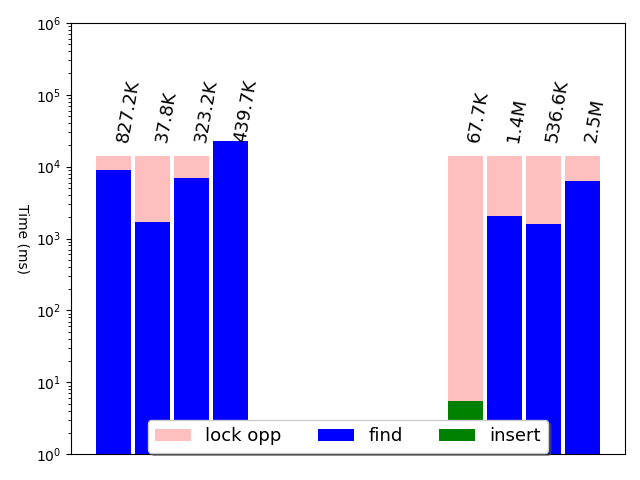 10^6
10^5
10^4
10^3
10^2
10^1
10^0
Time (ms)
827.2K
37.8K
323.2K
439.7K
67.7K
1.4M
536.6K
2.5M
lock opp find insert